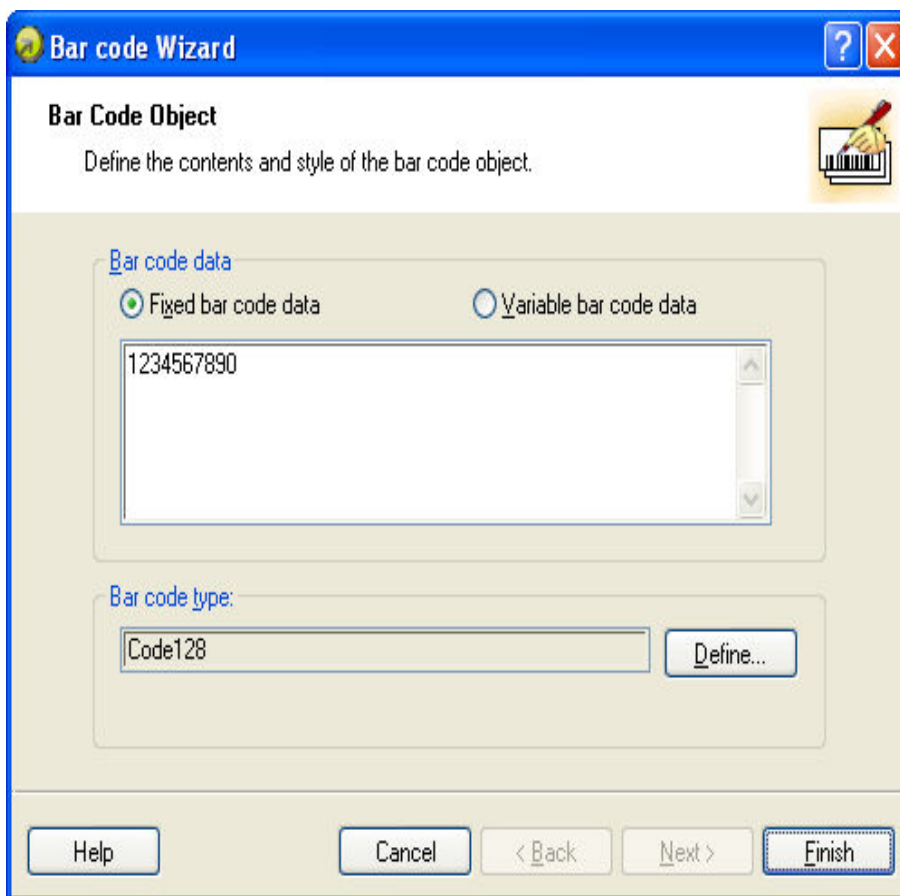 Bar code Wizard
Bar Code Object
Define the contents and style of the bar code object.
Bar code data
Fixed bar code data Variable bar code data
1234567890
Bar code type:
Code128 Define...
Help Cancel < Back Next > Finish